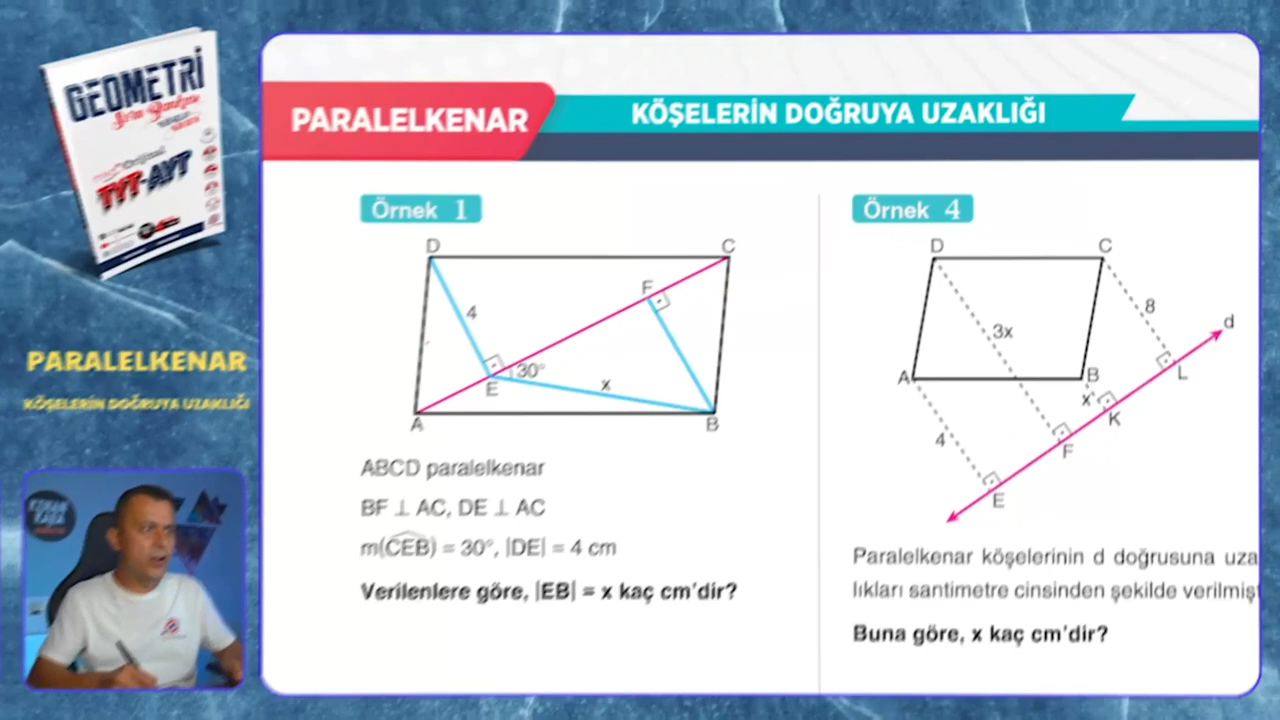 GEOMETRİ
TYT-AYT
PARALELKENAR
KÖŞELERİN DOĞRUYA UZAKLIĞI
PARALELKENAR
KÖŞELERİN DOĞRUYA UZAKLIĞI
Örnek 1
D
C
F
4
30°
E
x
A
B
ABCD paralelkenar
BF ⊥ AC, DE ⊥ AC
m(CEB) = 30°, |DE| = 4 cm
Verilenlere göre, |EB| = x kaç cm'dir?
Örnek 4
D
C
8
d
3x
A
B
L
x
K
4
F
E
Paralelkenar köşelerinin d doğrusuna uza
lıkları santimetre cinsinden şekilde verilmiş
Buna göre, x kaç cm'dir?